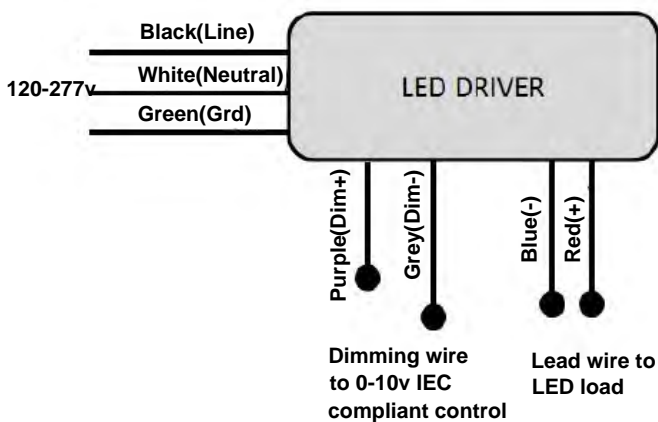 Black(Line)
120-277v
White(Neutral)
Green(Grd)
LED DRIVER
Purple(Dim+)
Grey(Dim-)
Blue(-)
Red(+)
Dimming wire
to 0-10v IEC
compliant control
Lead wire to
LED load